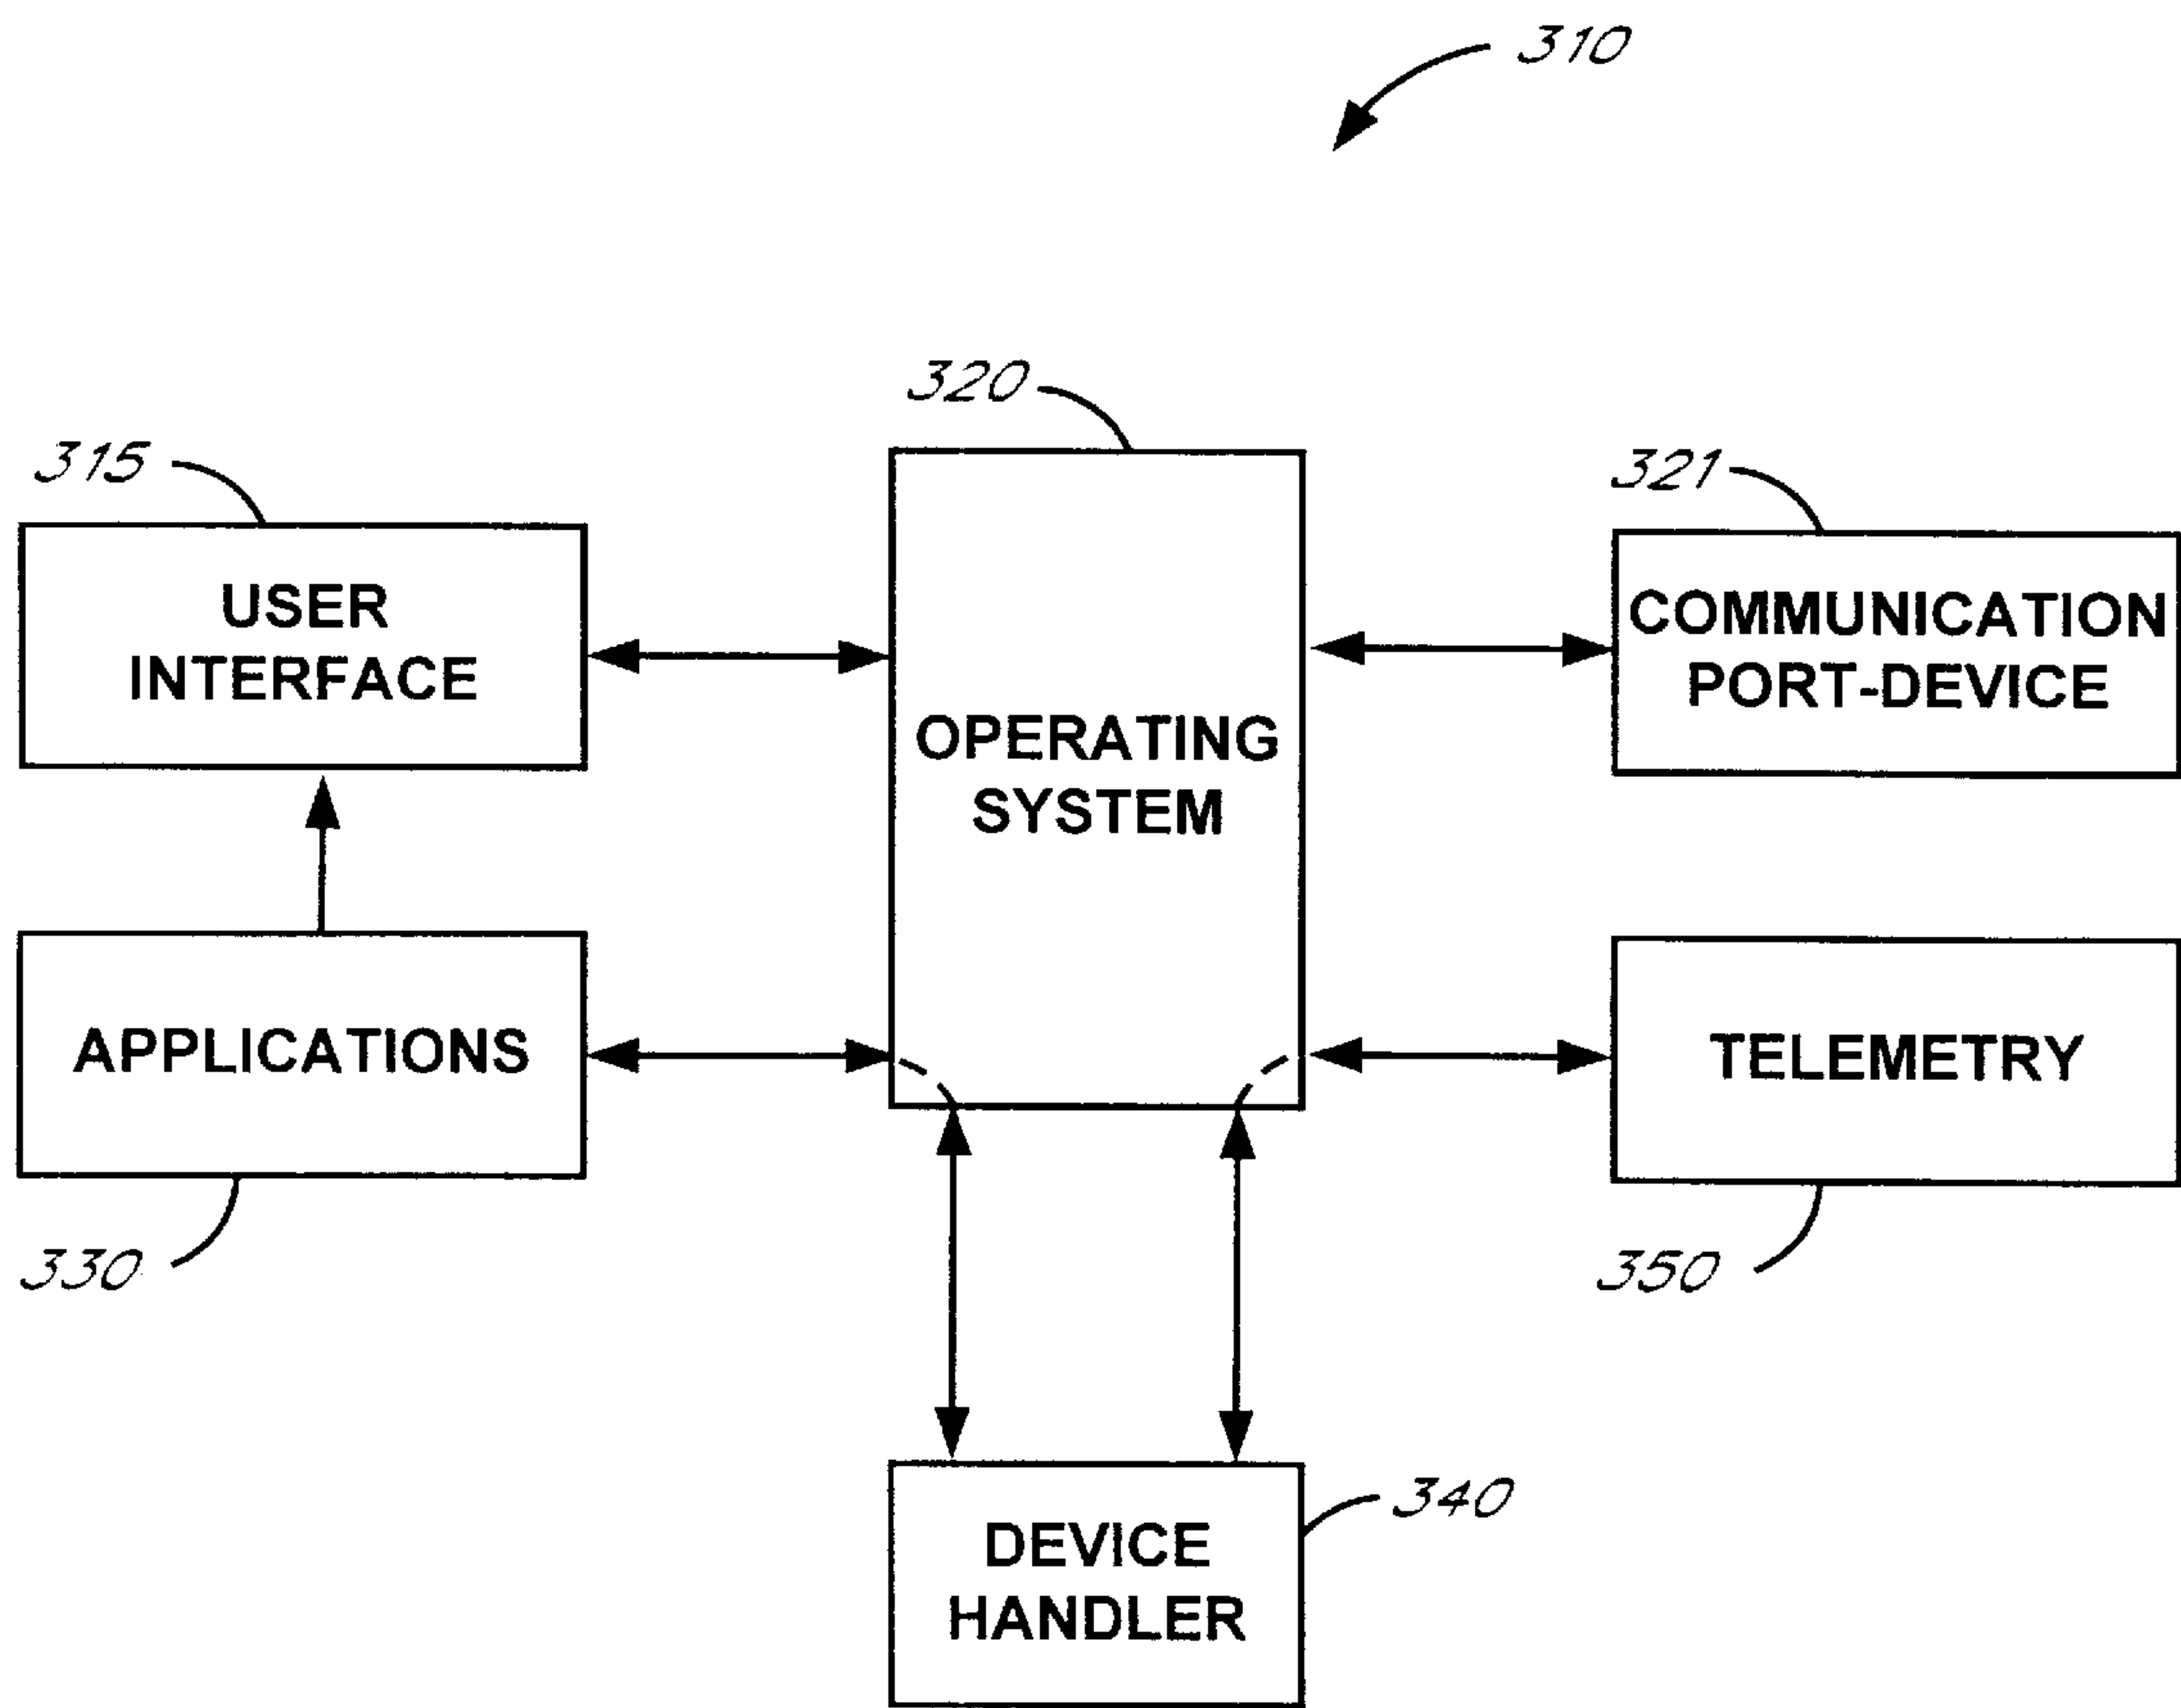 310
320
315
321
USER
INTERFACE
COMMUNICATION
PORT-DEVICE
OPERATING
SYSTEM
APPLICATIONS
TELEMETRY
330
350
340
DEVICE
HANDLER